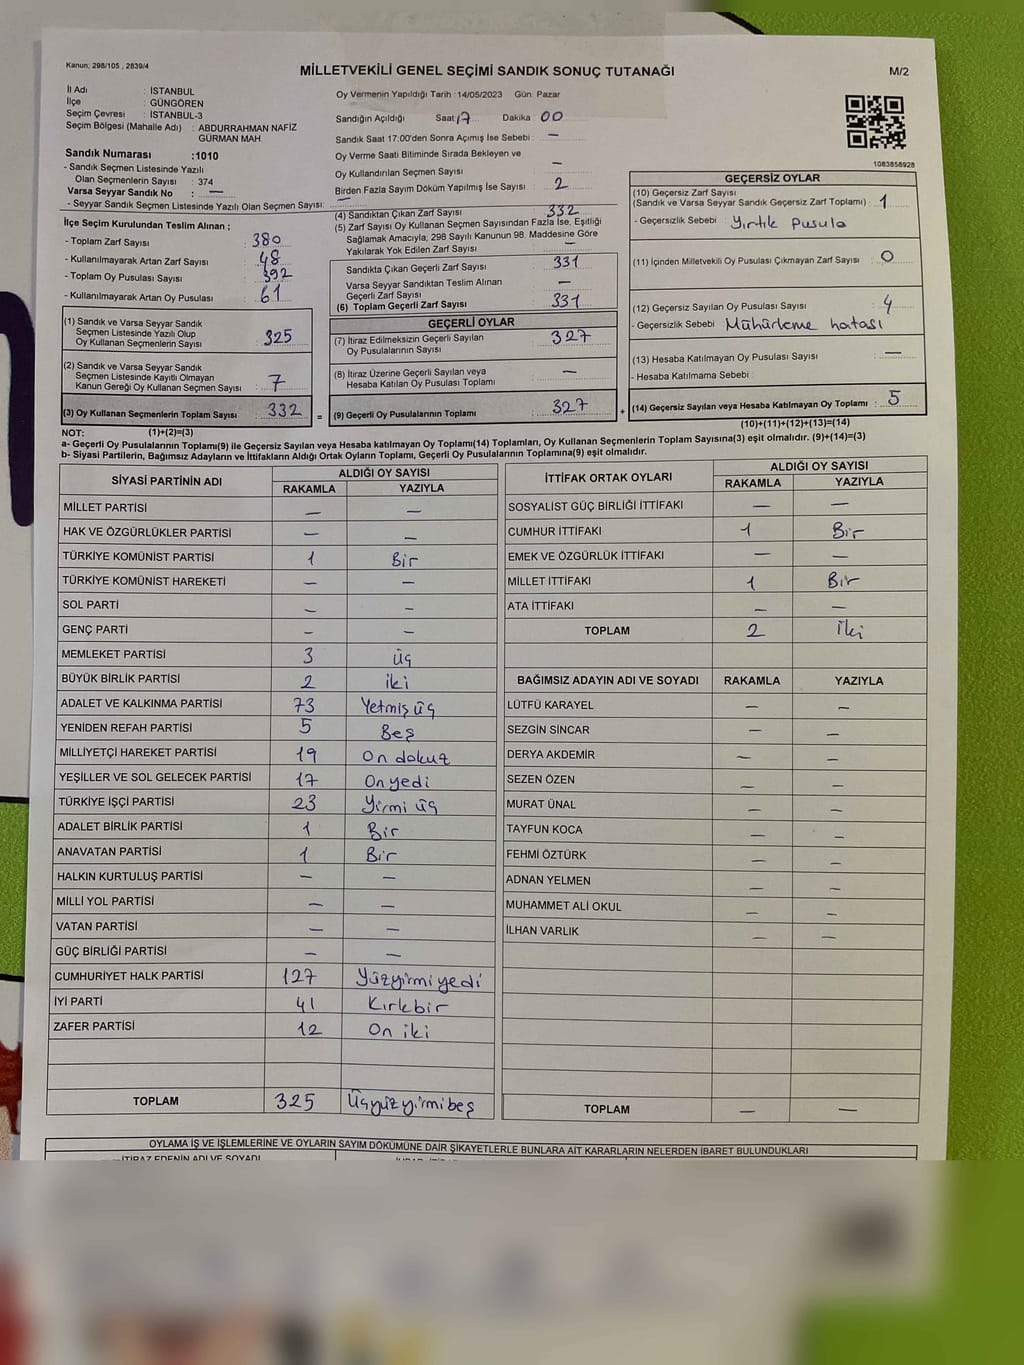 Kanun; 298/105 , 2839/4
MİLLETVEKİLİ GENEL SEÇİMİ SANDIK SONUÇ TUTANAĞI
M/2
İl Adı : İSTANBUL
İlçe : GÜNGÖREN
Seçim Çevresi : İSTANBUL-3
Seçim Bölgesi (Mahalle Adı) : ABDURRAHMAN NAFİZ
GÜRMAN MAH.
Sandık Numarası :1010
- Sandık Seçmen Listesinde Yazılı
Olan Seçmenlerin Sayısı : 374
Varsa Seyyar Sandık No : —
- Seyyar Sandık Seçmen Listesinde Yazılı Olan Seçmen Sayısı: —
İlçe Seçim Kurulundan Teslim Alınan ;
- Toplam Zarf Sayısı : 380
- Kullanılmayarak Artan Zarf Sayısı : 48
- Toplam Oy Pusulası Sayısı : 392
- Kullanılmayarak Artan Oy Pusulası : 61
(1) Sandık ve Varsa Seyyar Sandık
Seçmen Listesinde Yazılı Olup
Oy Kullanan Seçmenlerin Sayısı : 325
(2) Sandık ve Varsa Seyyar Sandık
Seçmen Listesinde Kayıtlı Olmayan
Kanun Gereği Oy Kullanan Seçmen Sayısı : 7
(3) Oy Kullanan Seçmenlerin Toplam Sayısı : 332 =
Oy Vermenin Yapıldığı Tarih :14/05/2023 Gün: Pazar
Sandığın Açıldığı Saat: 17 Dakika : 00
Sandık Saat 17:00'den Sonra Açımış İse Sebebi : —
Oy Verme Saati Bitiminde Sırada Bekleyen ve
Oy Kullandırılan Seçmen Sayısı : —
Birden Fazla Sayım Döküm Yapılmış İse Sayısı : 2
(4) Sandıktan Çıkan Zarf Sayısı : 332
(5) Zarf Sayısı Oy Kullanan Seçmen Sayısından Fazla İse, Eşitliği
Sağlamak Amacıyla, 298 Sayılı Kanunun 98. Maddesine Göre
Yakılarak Yok Edilen Zarf Sayısı : —
Sandıkta Çıkan Geçerli Zarf Sayısı : 331
Varsa Seyyar Sandıktan Teslim Alınan
Geçerli Zarf Sayısı : —
(6) Toplam Geçerli Zarf Sayısı : 331
GEÇERLİ OYLAR
(7) İtiraz Edilmeksizin Geçerli Sayılan
Oy Pusulalarının Sayısı : 327
(8) İtiraz Üzerine Geçerli Sayılan veya
Hesaba Katılan Oy Pusulası Toplamı : —
(9) Geçerli Oy Pusulalarının Toplamı : 327 +
1083858928
GEÇERSİZ OYLAR
(10) Geçersiz Zarf Sayısı
(Sandık ve Varsa Seyyar Sandık Geçersiz Zarf Toplamı) : 1
- Geçersizlik Sebebi : Yırtık pusula
(11) İçinden Milletvekili Oy Pusulası Çıkmayan Zarf Sayısı : 0
(12) Geçersiz Sayılan Oy Pusulası Sayısı : 4
- Geçersizlik Sebebi : Mühürleme hatası
(13) Hesaba Katılmayan Oy Pusulası Sayısı : —
- Hesaba Katılmama Sebebi :
(14) Geçersiz Sayılan veya Hesaba Katılmayan Oy Toplamı : 5
(10)+(11)+(12)+(13)=(14)
NOT: (1)+(2)=(3)
a- Geçerli Oy Pusulalarının Toplamı(9) ile Geçersiz Sayılan veya Hesaba katılmayan Oy Toplamı(14) Toplamları, Oy Kullanan Seçmenlerin Toplam Sayısına(3) eşit olmalıdır. (9)+(14)=(3)
b- Siyasi Partilerin, Bağımsız Adayların ve İttifakların Aldığı Ortak Oyların Toplamı, Geçerli Oy Pusulalarının Toplamına(9) eşit olmalıdır.
SİYASİ PARTİNİN ADI ALDIĞI OY SAYISI
RAKAMLA YAZIYLA
MİLLET PARTİSİ — —
HAK VE ÖZGÜRLÜKLER PARTİSİ — —
TÜRKİYE KOMÜNİST PARTİSİ 1 Bir
TÜRKİYE KOMÜNİST HAREKETİ — —
SOL PARTİ — —
GENÇ PARTİ — —
MEMLEKET PARTİSİ 3 üç
BÜYÜK BİRLİK PARTİSİ 2 iki
ADALET VE KALKINMA PARTİSİ 73 Yetmiş üç
YENİDEN REFAH PARTİSİ 5 Beş
MİLLİYETÇİ HAREKET PARTİSİ 19 On dokuz
YEŞİLLER VE SOL GELECEK PARTİSİ 17 On yedi
TÜRKİYE İŞÇİ PARTİSİ 23 Yirmi üç
ADALET BİRLİK PARTİSİ 1 Bir
ANAVATAN PARTİSİ 1 Bir
HALKIN KURTULUŞ PARTİSİ — —
MİLLİ YOL PARTİSİ — —
VATAN PARTİSİ — —
GÜÇ BİRLİĞİ PARTİSİ — —
CUMHURİYET HALK PARTİSİ 127 Yüzyirmiyedi
İYİ PARTİ 41 Kırkbir
ZAFER PARTİSİ 12 On iki
TOPLAM 325 Üçyüzyirmibeş
İTTİFAK ORTAK OYLARI ALDIĞI OY SAYISI
RAKAMLA YAZIYLA
SOSYALİST GÜÇ BİRLİĞİ İTTİFAKI — —
CUMHUR İTTİFAKI 1 Bir
EMEK VE ÖZGÜRLÜK İTTİFAKI — —
MİLLET İTTİFAKI 1 Bir
ATA İTTİFAKI — —
TOPLAM 2 İki
BAĞIMSIZ ADAYIN ADI VE SOYADI RAKAMLA YAZIYLA
LÜTFÜ KARAYEL — —
SEZGİN SİNCAR — —
DERYA AKDEMİR — —
SEZEN ÖZEN — —
MURAT ÜNAL — —
TAYFUN KOCA — —
FEHMİ ÖZTÜRK — —
ADNAN YELMEN — —
MUHAMMET ALİ OKUL — —
İLHAN VARLIK — —
TOPLAM — —
OYLAMA İŞ VE İŞLEMLERİNE VE OYLARIN SAYIM DÖKÜMÜNE DAİR ŞİKAYETLERLE BUNLARA AİT KARARLARIN NELERDEN İBARET BULUNDUKLARI
İTİRAZ EDENİN ADI VE SOYADI